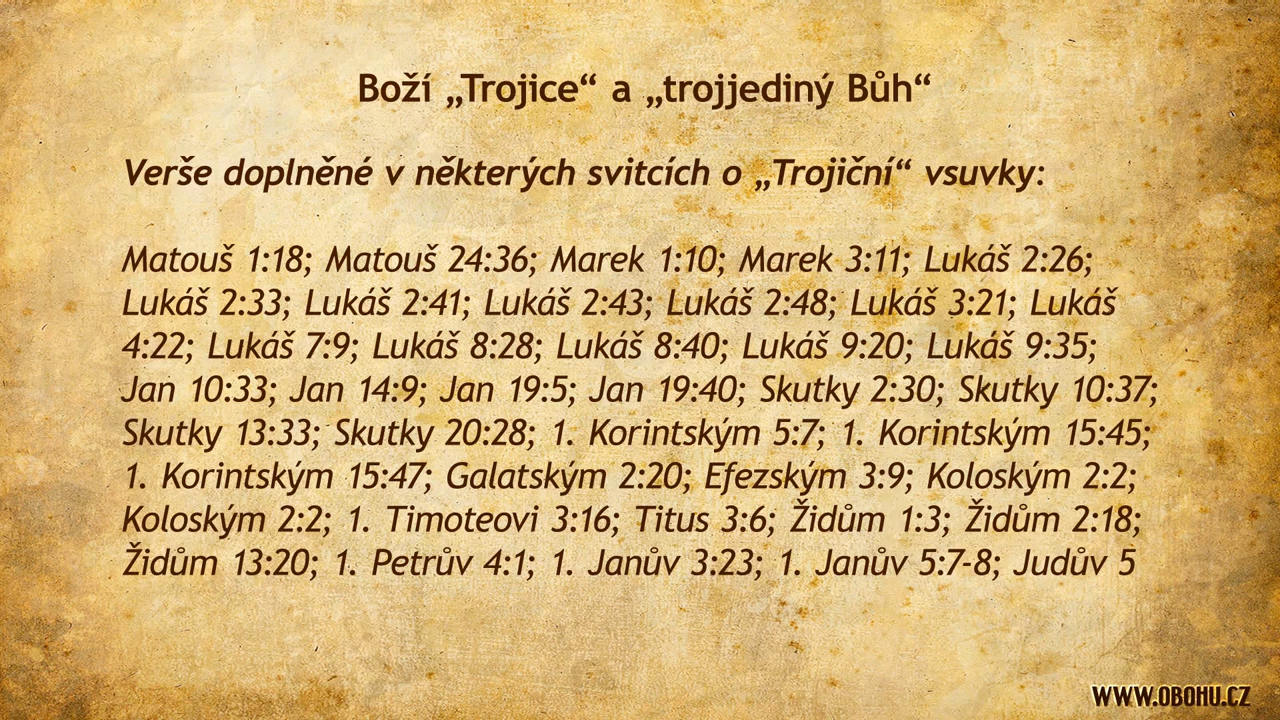 Boží „Trojice“ a „trojjediný Bůh“
Verše doplněné v některých svitcích o „Trojiční“ vsuvky:
Matouš 1:18; Matouš 24:36; Marek 1:10; Marek 3:11; Lukáš 2:26;
Lukáš 2:33; Lukáš 2:41; Lukáš 2:43; Lukáš 2:48; Lukáš 3:21; Lukáš
4:22; Lukáš 7:9; Lukáš 8:28; Lukáš 8:40; Lukáš 9:20; Lukáš 9:35;
Jan 10:33; Jan 14:9; Jan 19:5; Jan 19:40; Skutky 2:30; Skutky 10:37;
Skutky 13:33; Skutky 20:28; 1. Korintským 5:7; 1. Korintským 15:45;
1. Korintským 15:47; Galatským 2:20; Efezským 3:9; Koloským 2:2;
Koloským 2:2; 1. Timoteovi 3:16; Titus 3:6; Židům 1:3; Židům 2:18;
Židům 13:20; 1. Petrův 4:1; 1. Janův 3:23; 1. Janův 5:7-8; Judův 5
WWW.OBOHU.CZ